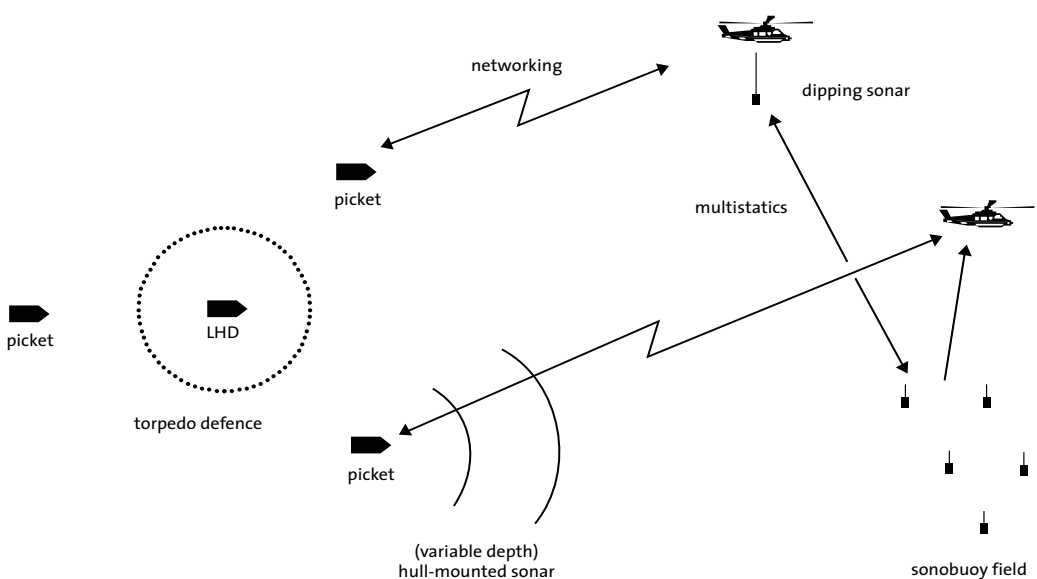 networking
dipping sonar
picket
multistatics
picket
LHD
torpedo defence
picket
(variable depth)
hull-mounted sonar
sonobuoy field